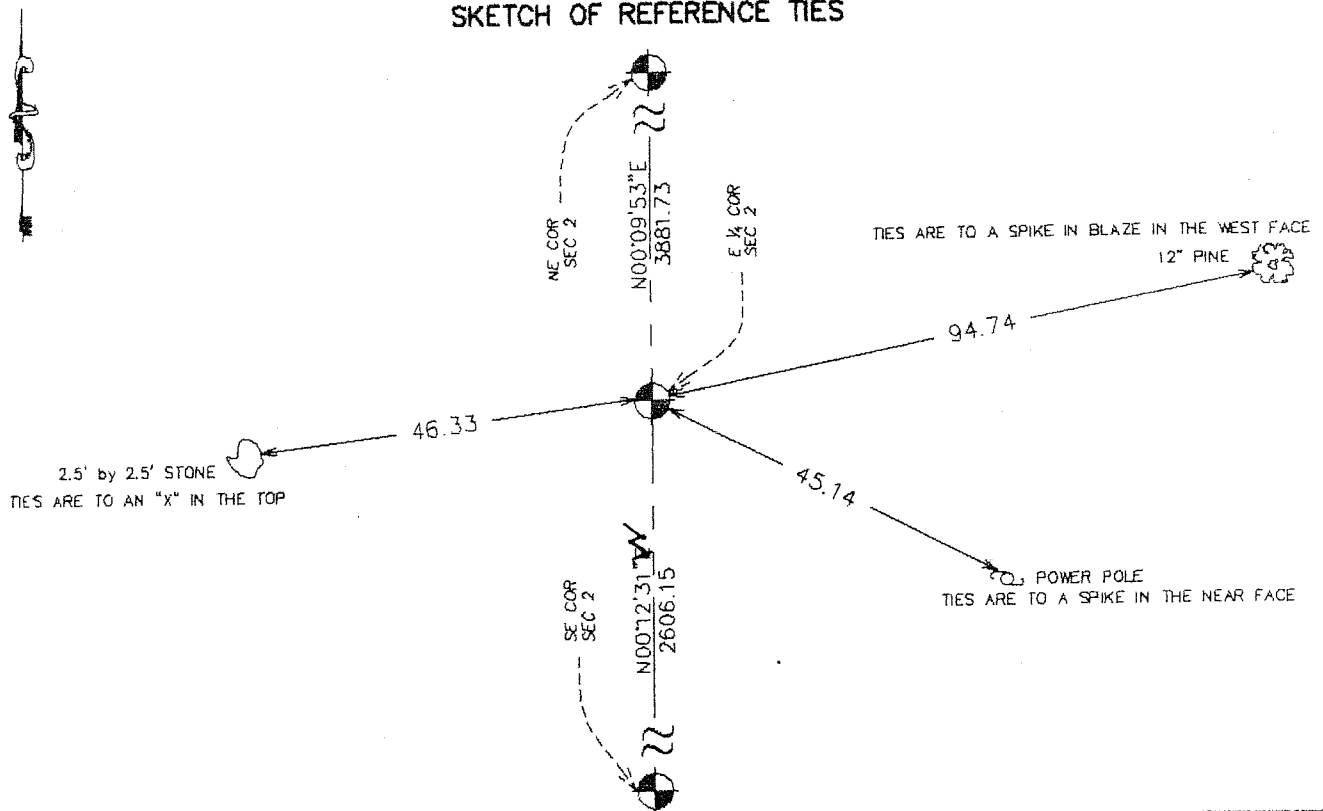 SKETCH OF REFERENCE TIES
NE COR
SEC 2
N00°09'53"E
3881.73
E ¼ COR
SEC 2
TIES ARE TO A SPIKE IN BLAZE IN THE WEST FACE
12" PINE
94.74
46.33
2.5' by 2.5' STONE
TIES ARE TO AN "X" IN THE TOP
45.14
POWER POLE
TIES ARE TO A SPIKE IN THE NEAR FACE
SE COR
SEC 2
N00°12'31"
2606.15